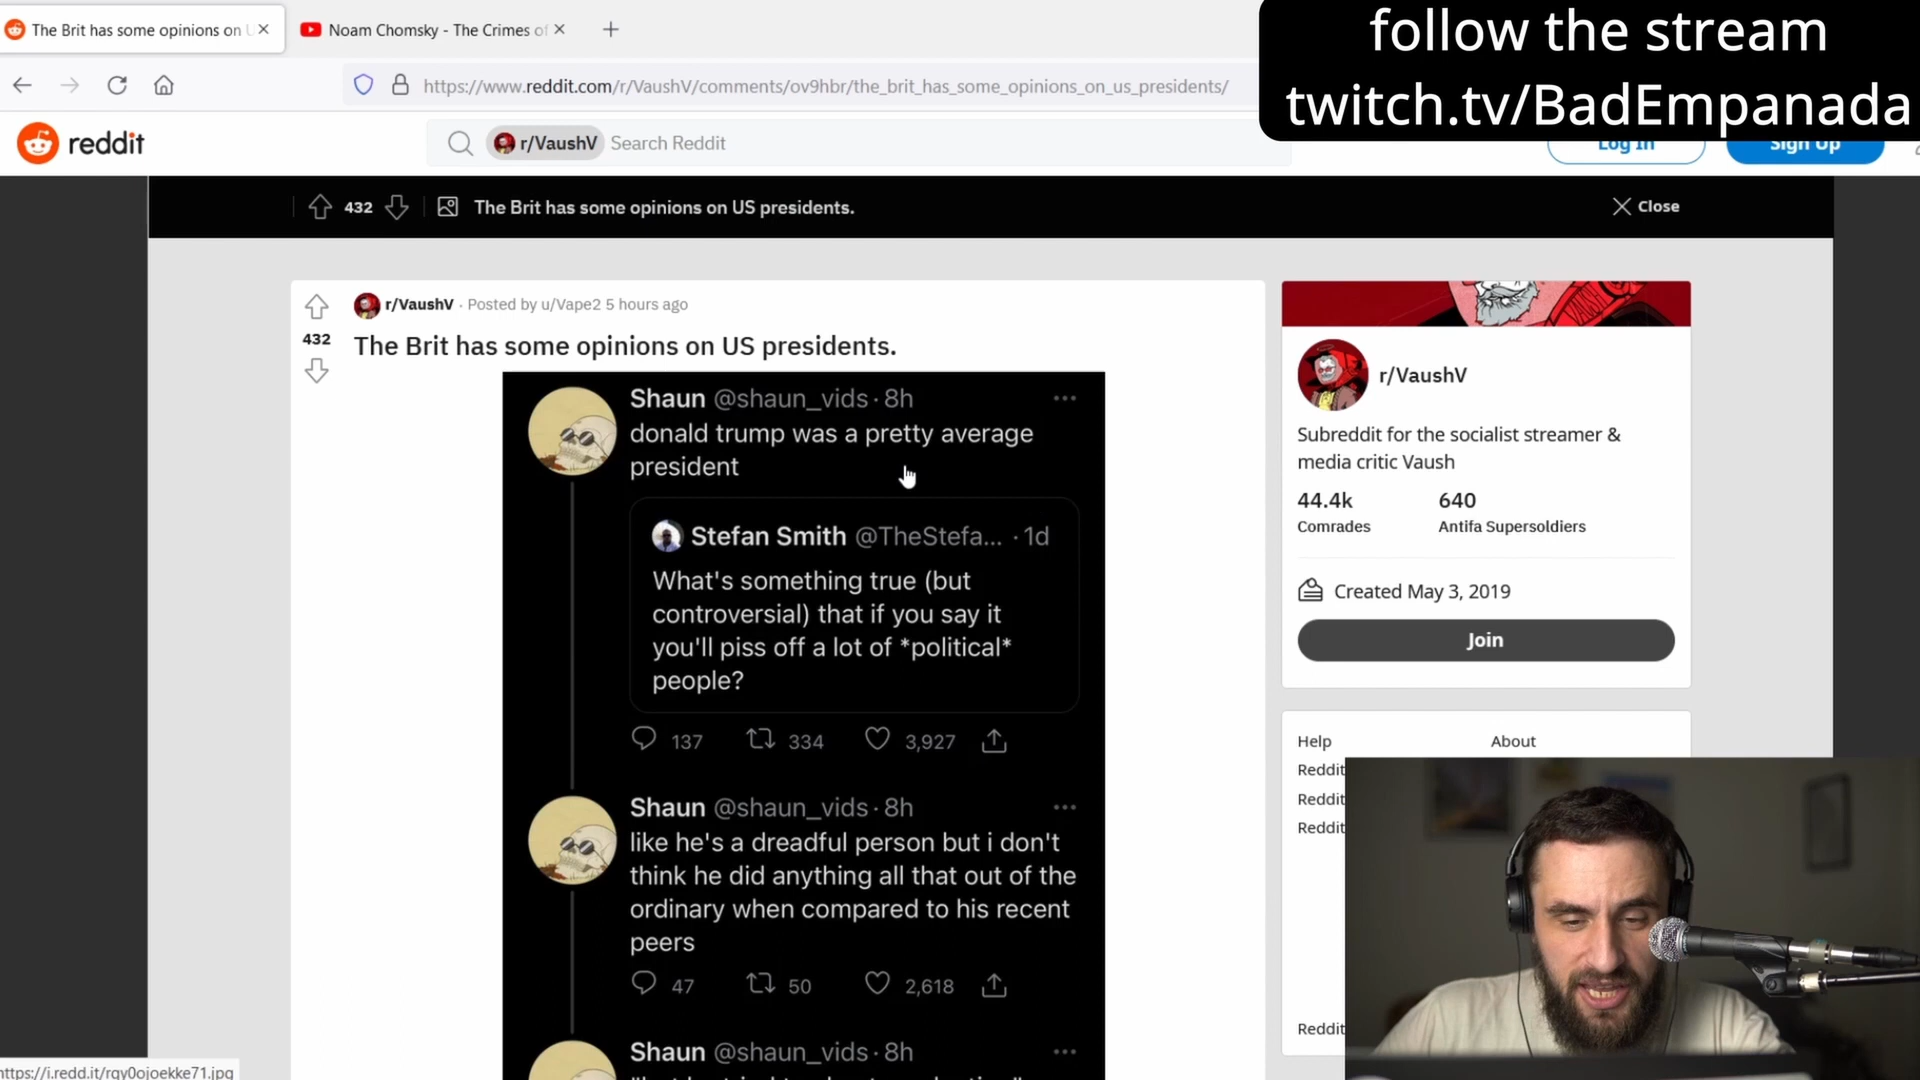 The Brit has some opinions on U
Noam Chomsky - The Crimes of
follow the stream
twitch.tv/BadEmpanada
https://www.reddit.com/r/VaushV/comments/ov9hbr/the_brit_has_some_opinions_on_us_presidents/
reddit
r/VaushV Search Reddit
Log In
Sign Up
432
The Brit has some opinions on US presidents.
Close
r/VaushV · Posted by u/Vape2 5 hours ago
432
The Brit has some opinions on US presidents.
Shaun @shaun_vids · 8h
donald trump was a pretty average
president
Stefan Smith @TheStefa... · 1d
What's something true (but
controversial) that if you say it
you'll piss off a lot of *political*
people?
137 334 3,927
Shaun @shaun_vids · 8h
like he's a dreadful person but i don't
think he did anything all that out of the
ordinary when compared to his recent
peers
47 50 2,618
Shaun @shaun_vids · 8h
r/VaushV
Subreddit for the socialist streamer &
media critic Vaush
44.4k 640
Comrades Antifa Supersoldiers
Created May 3, 2019
Join
Help About
Reddit
Reddit
Reddit
Reddit
https://i.redd.it/rqy0ojoekke71.jpg